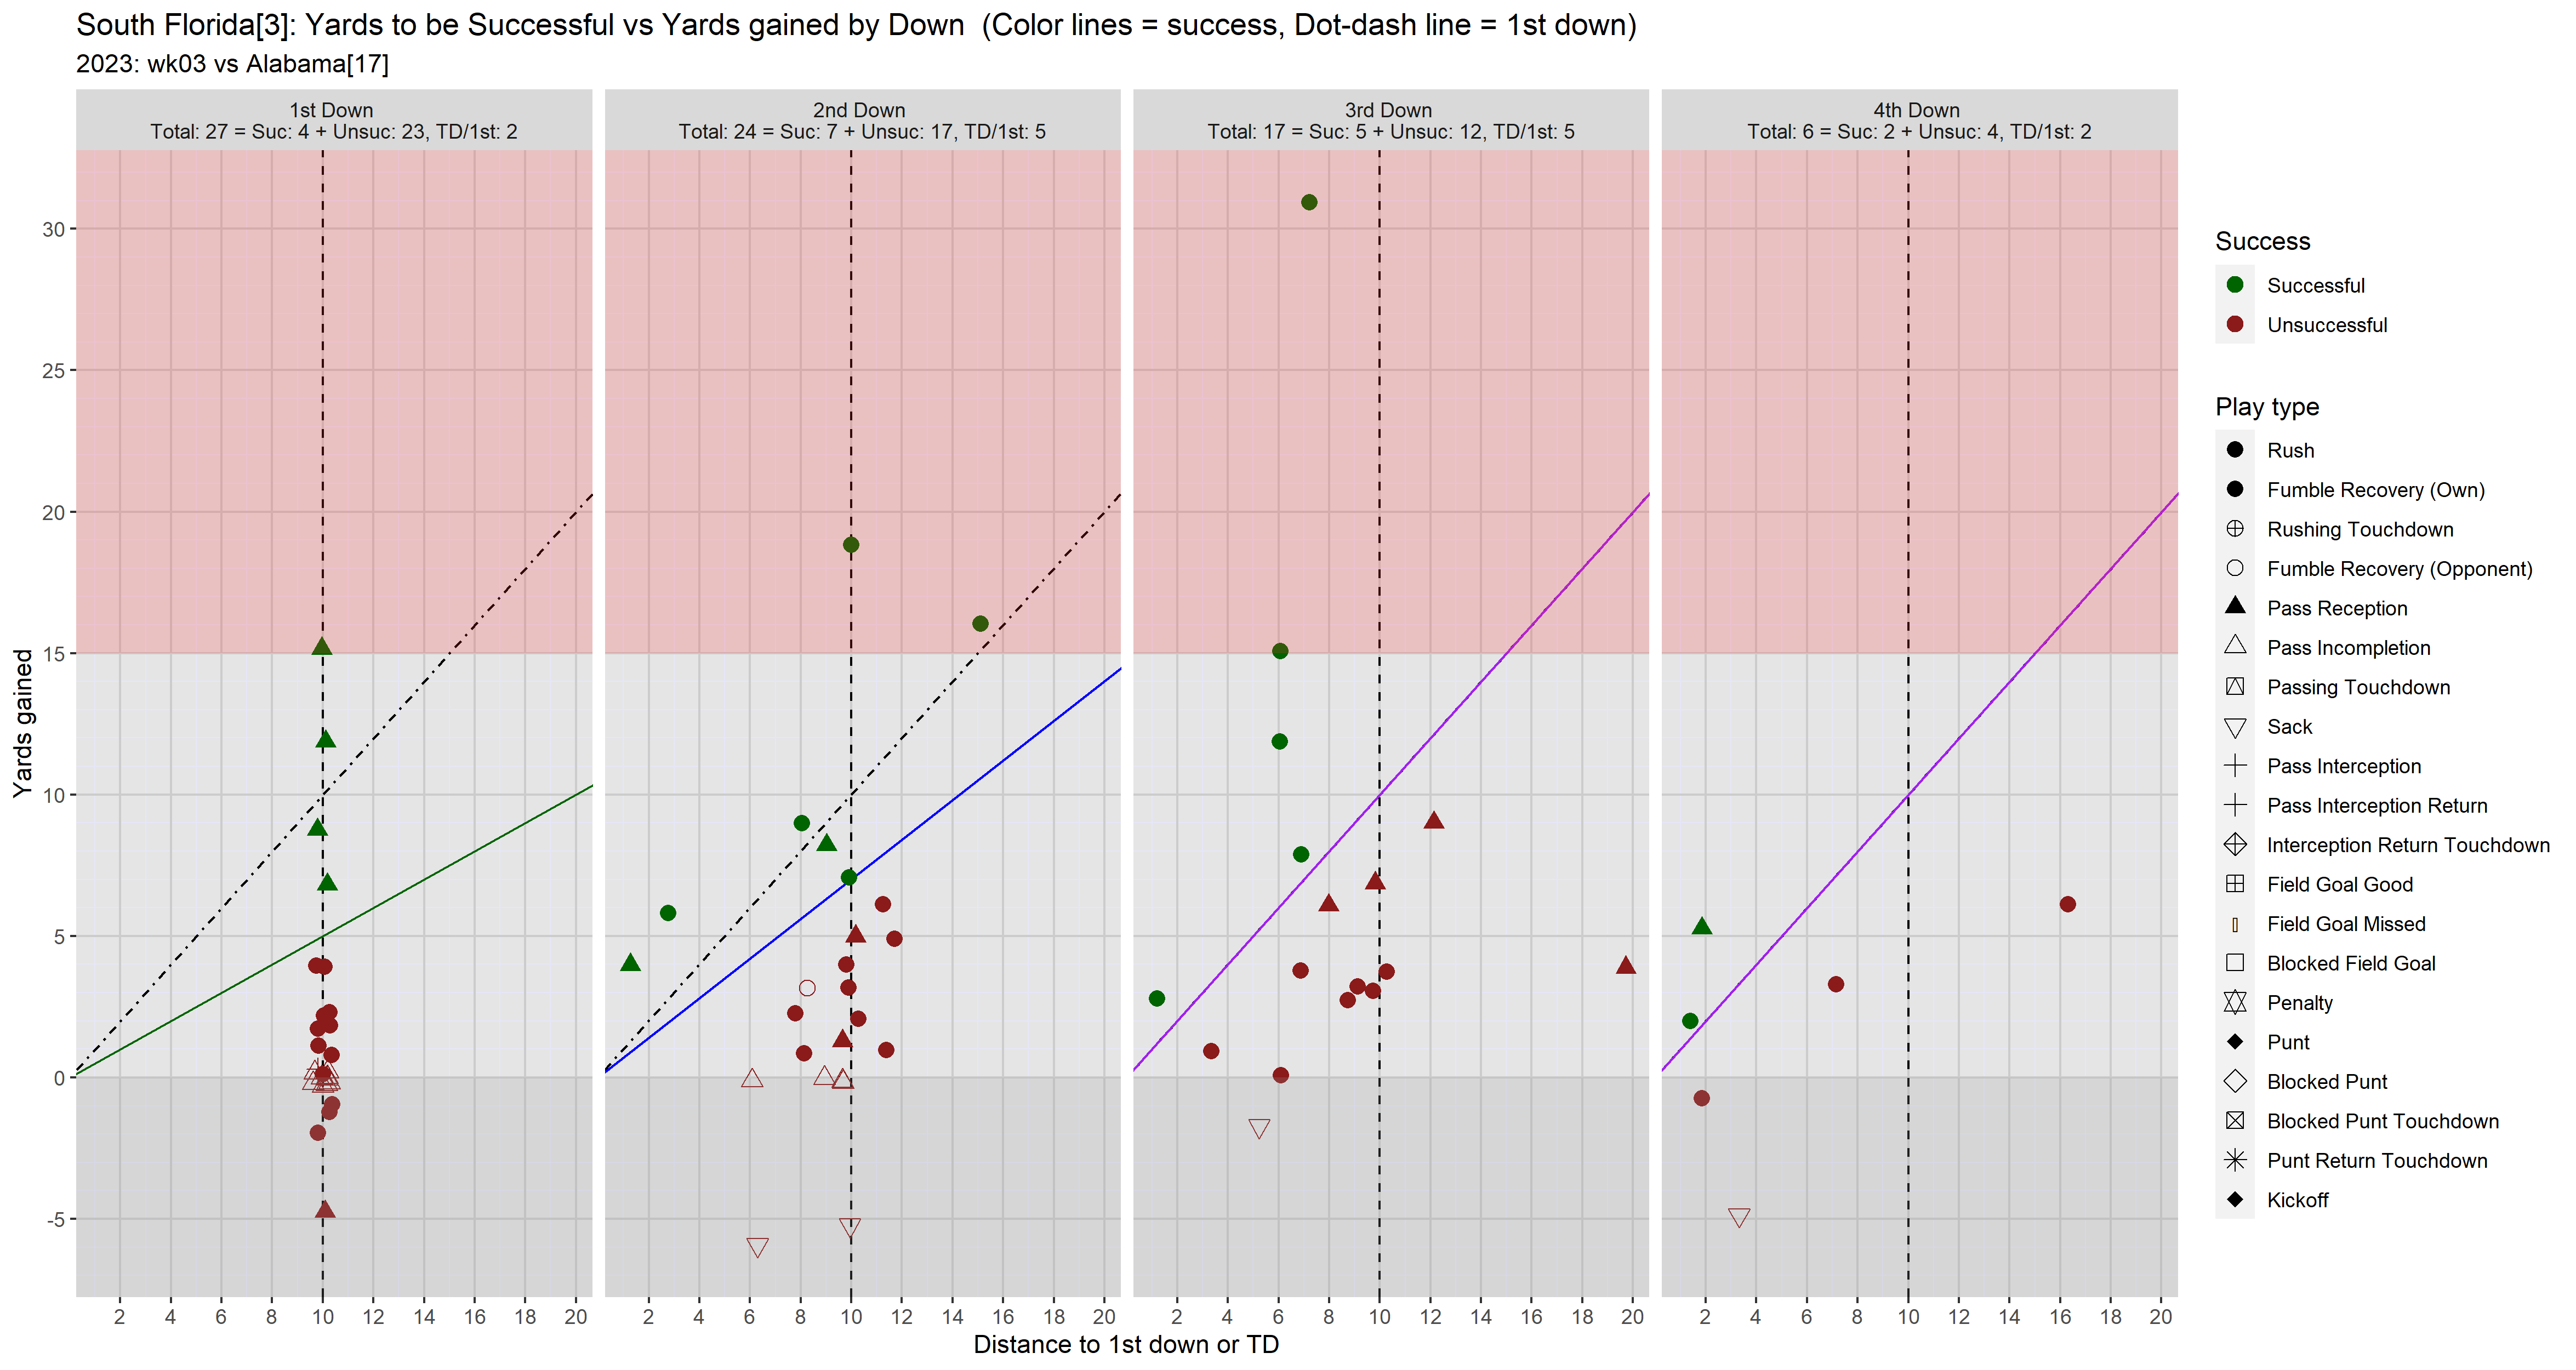 South Florida[3]: Yards to be Successful vs Yards gained by Down  (Color lines = success, Dot-dash line = 1st down)
2023: wk03 vs Alabama[17]
1st Down
Total: 27 = Suc: 4 + Unsuc: 23, TD/1st: 2
2nd Down
Total: 24 = Suc: 7 + Unsuc: 17, TD/1st: 5
3rd Down
Total: 17 = Suc: 5 + Unsuc: 12, TD/1st: 5
4th Down
Total: 6 = Suc: 2 + Unsuc: 4, TD/1st: 2
Yards gained
30
25
20
15
10
5
0
-5
2 4 6 8 10 12 14 16 18 20
2 4 6 8 10 12 14 16 18 20
2 4 6 8 10 12 14 16 18 20
2 4 6 8 10 12 14 16 18 20
Distance to 1st down or TD
Success
Successful
Unsuccessful
Play type
Rush
Fumble Recovery (Own)
Rushing Touchdown
Fumble Recovery (Opponent)
Pass Reception
Pass Incompletion
Passing Touchdown
Sack
Pass Interception
Pass Interception Return
Interception Return Touchdown
Field Goal Good
Field Goal Missed
Blocked Field Goal
Penalty
Punt
Blocked Punt
Blocked Punt Touchdown
Punt Return Touchdown
Kickoff